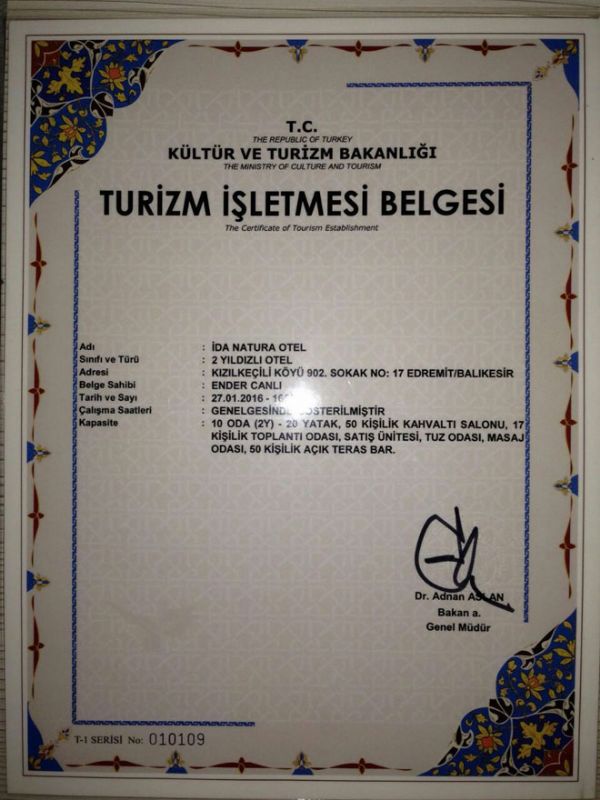 T.C.
THE REPUBLIC OF TURKEY
KÜLTÜR VE TURİZM BAKANLIĞI
THE MINISTRY OF CULTURE AND TOURISM
TURİZM İŞLETMESİ BELGESİ
The Certificate of Tourism Establishment
Adı : İDA NATURA OTEL
Sınıfı ve Türü : 2 YILDIZLI OTEL
Adresi : KIZILKEÇİLİ KÖYÜ 902. SOKAK NO: 17 EDREMİT/BALIKESİR
Belge Sahibi : ENDER CANLI
Tarih ve Sayı : 27.01.2016 -
Çalışma Saatleri : GENELGESİNDE GÖSTERİLMİŞTİR
Kapasite : 10 ODA (2Y) - 20 YATAK, 50 KİŞİLİK KAHVALTI SALONU, 17
KİŞİLİK TOPLANTI ODASI, SATIŞ ÜNİTESİ, TUZ ODASI, MASAJ
ODASI, 50 KİŞİLİK AÇIK TERAS BAR.
Dr. Adnan ASLAN
Bakan a.
Genel Müdür
T-1 SERİSİ No: 010109